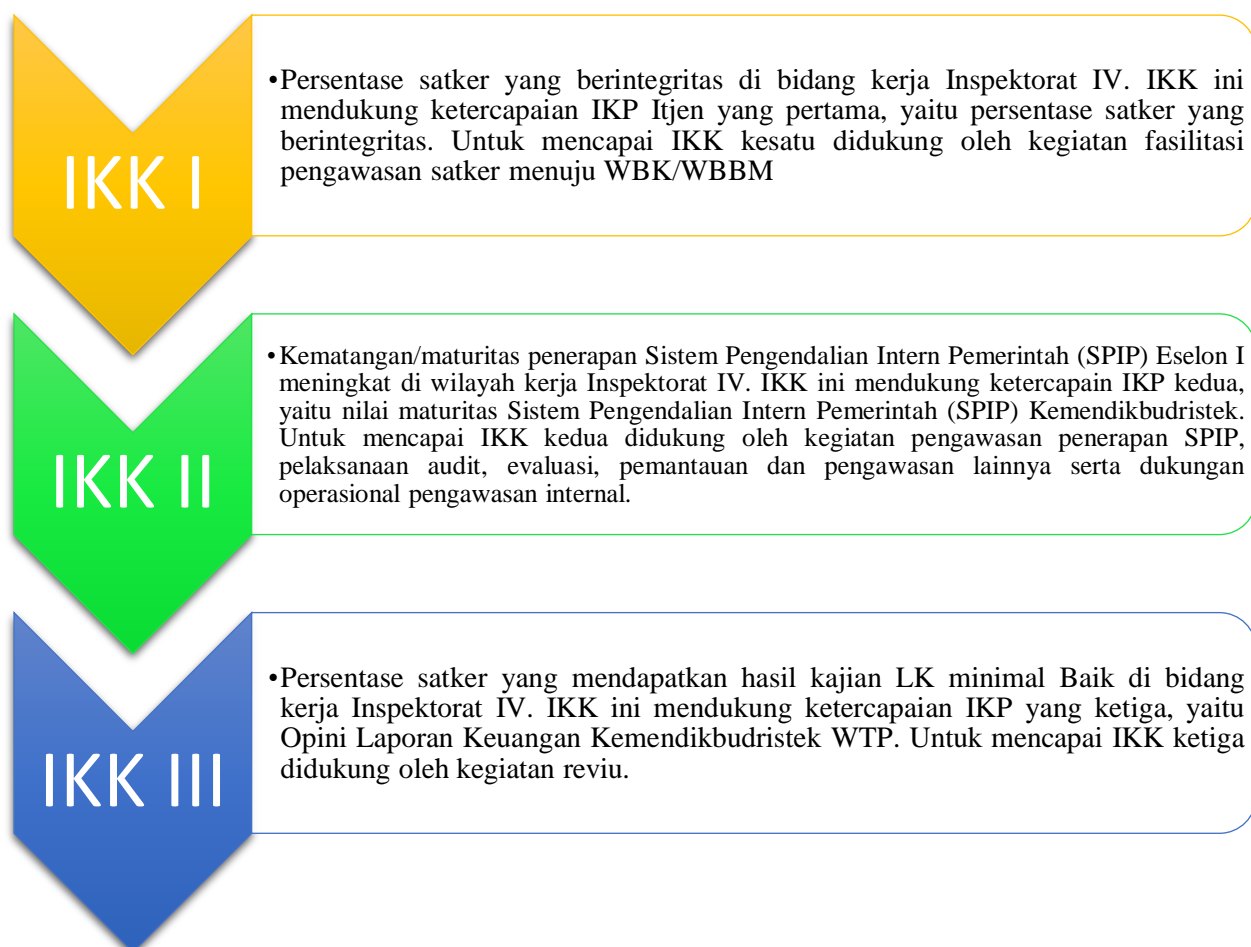 IKK I
•Persentase satker yang berintegritas di bidang kerja Inspektorat IV. IKK ini
mendukung ketercapaian IKP Itjen yang pertama, yaitu persentase satker yang
berintegritas. Untuk mencapai IKK kesatu didukung oleh kegiatan fasilitasi
pengawasan satker menuju WBK/WBBM
IKK II
•Kematangan/maturitas penerapan Sistem Pengendalian Intern Pemerintah (SPIP) Eselon I
meningkat di wilayah kerja Inspektorat IV. IKK ini mendukung ketercapain IKP kedua,
yaitu nilai maturitas Sistem Pengendalian Intern Pemerintah (SPIP) Kemendikbudristek.
Untuk mencapai IKK kedua didukung oleh kegiatan pengawasan penerapan SPIP,
pelaksanaan audit, evaluasi, pemantauan dan pengawasan lainnya serta dukungan
operasional pengawasan internal.
IKK III
•Persentase satker yang mendapatkan hasil kajian LK minimal Baik di bidang
kerja Inspektorat IV. IKK ini mendukung ketercapaian IKP yang ketiga, yaitu
Opini Laporan Keuangan Kemendikbudristek WTP. Untuk mencapai IKK ketiga
didukung oleh kegiatan reviu.